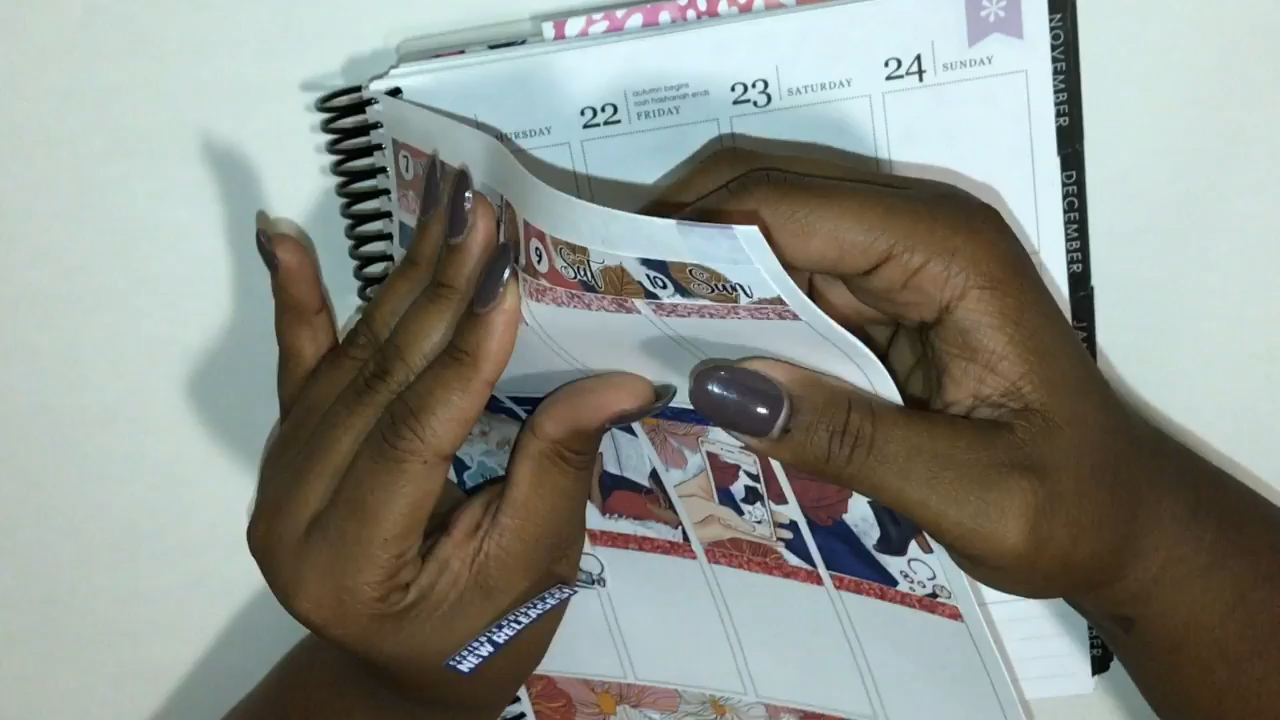 NOVEMBER
24 SUNDAY
23 SATURDAY
22 autumn begins
rosh hashanah ends
FRIDAY
DECEMBER
7
9 Sat
10 Sun
NEW RELEASES!